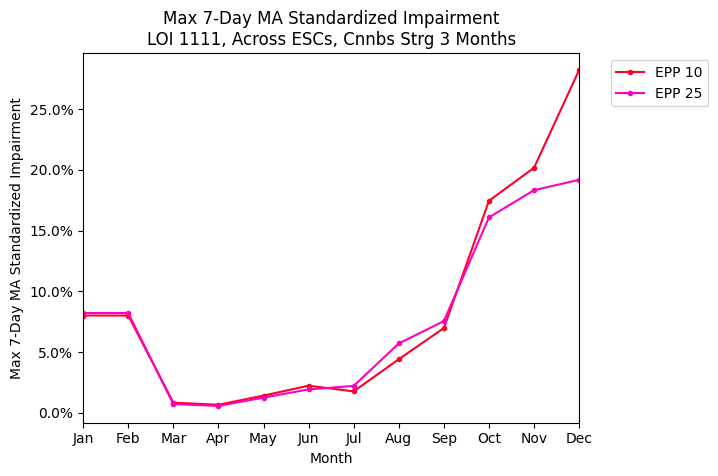 Max 7-Day MA Standardized Impairment
LOI 1111, Across ESCs, Cnnbs Strg 3 Months
EPP 10
EPP 25
Max 7-Day MA Standardized Impairment
25.0%
20.0%
15.0%
10.0%
5.0%
0.0%
Jan Feb Mar Apr May Jun Jul Aug Sep Oct Nov Dec
Month